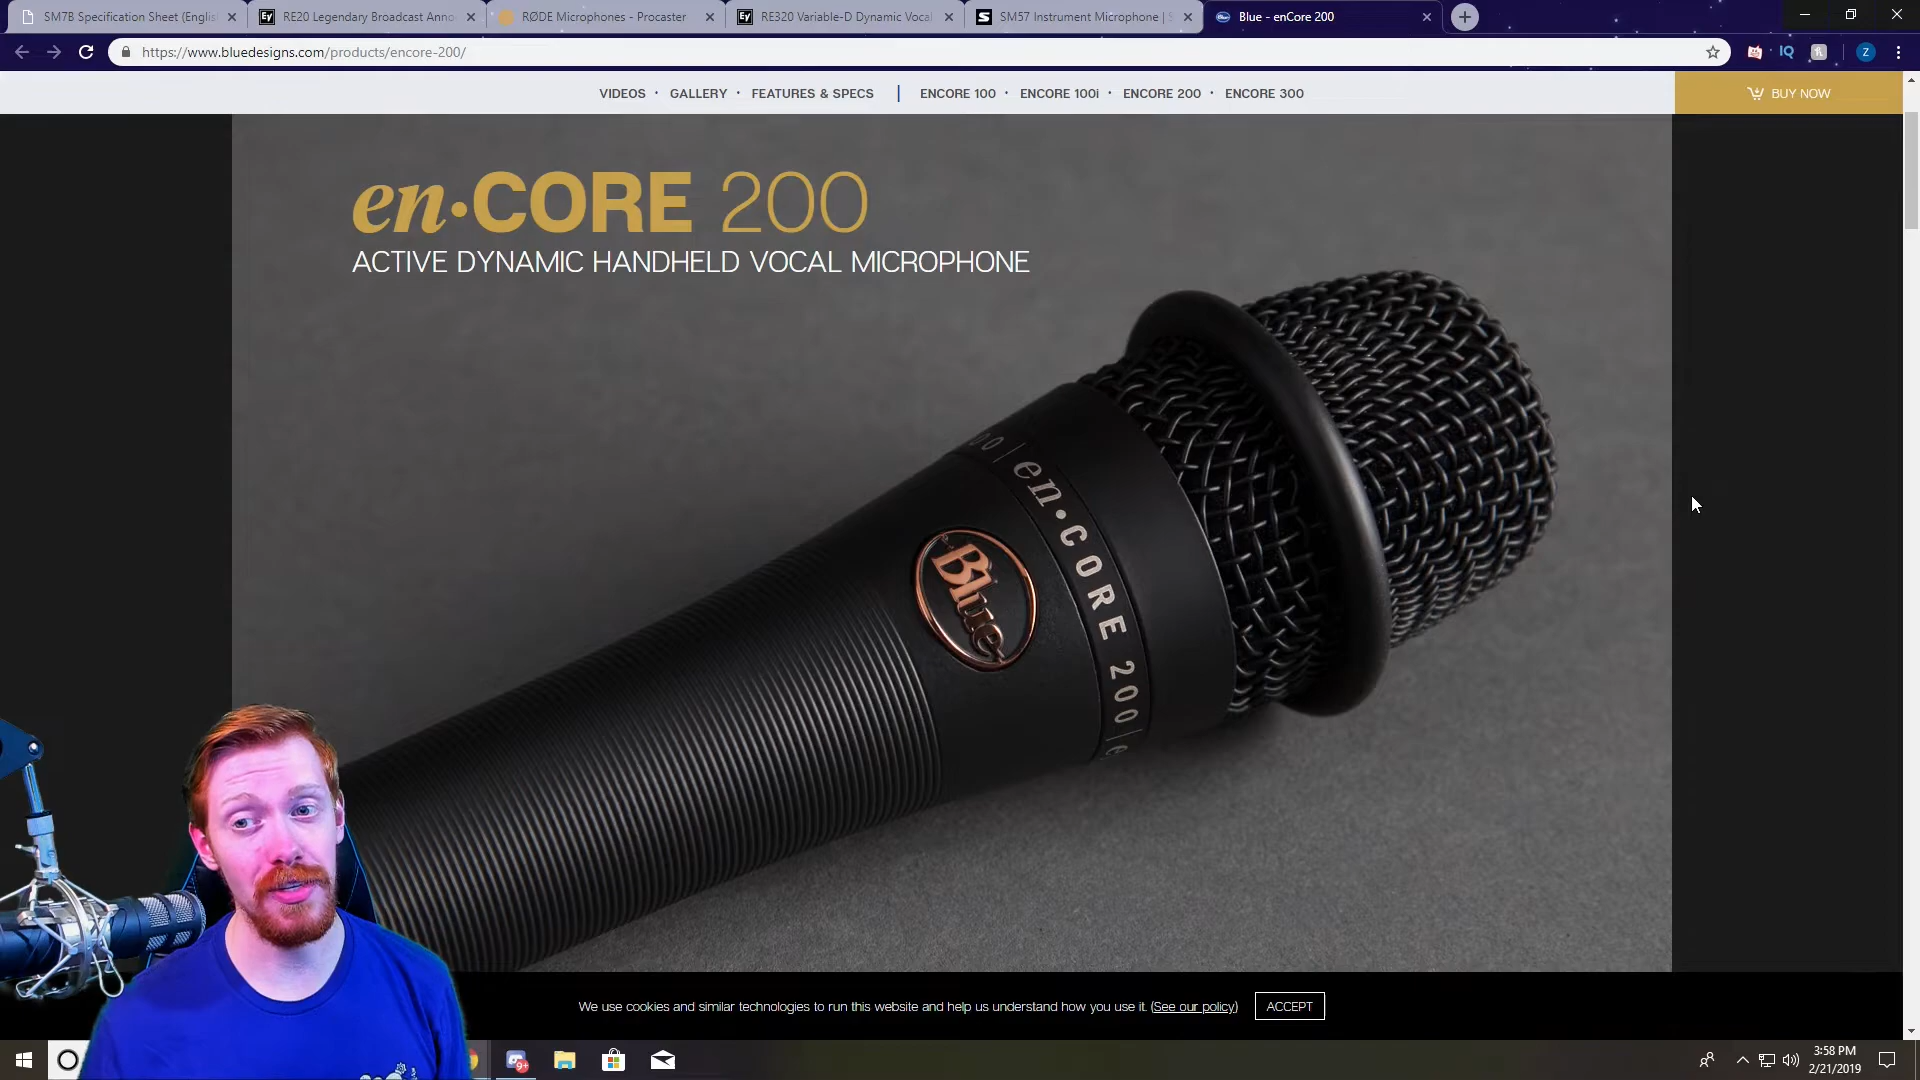 SM7B Specification Sheet (Englis
RE20 Legendary Broadcast Anno
RØDE Microphones - Procaster
RE320 Variable-D Dynamic Vocal
SM57 Instrument Microphone | S
Blue - enCore 200
https://www.bluedesigns.com/products/encore-200/
IQ
Z
VIDEOS · GALLERY · FEATURES & SPECS | ENCORE 100 · ENCORE 100i · ENCORE 200 · ENCORE 300
BUY NOW
en·CORE 200
ACTIVE DYNAMIC HANDHELD VOCAL MICROPHONE
en·CORE 200
Blue
We use cookies and similar technologies to run this website and help us understand how you use it. (See our policy)
ACCEPT
9+
3:58 PM
2/21/2019